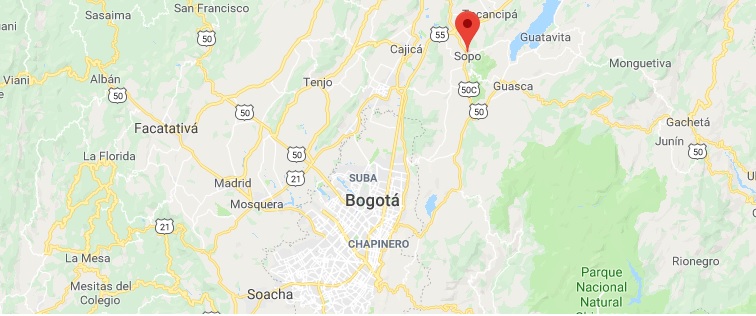 Sasaima
San Francisco
Tocancipá
50
55
Cajicá
Guatavita
Sopo
Viani
Albán
Tenjo
Monguetiva
50
50C
Guasca
50
50
Gachetá
Facatativá
Junín
50
50
La Florida
21
SUBA
Madrid
Mosquera
Bogotá
21
CHAPINERO
La Mesa
Rionegro
Mesitas del
Colegio
Parque
Nacional
Natural
Soacha